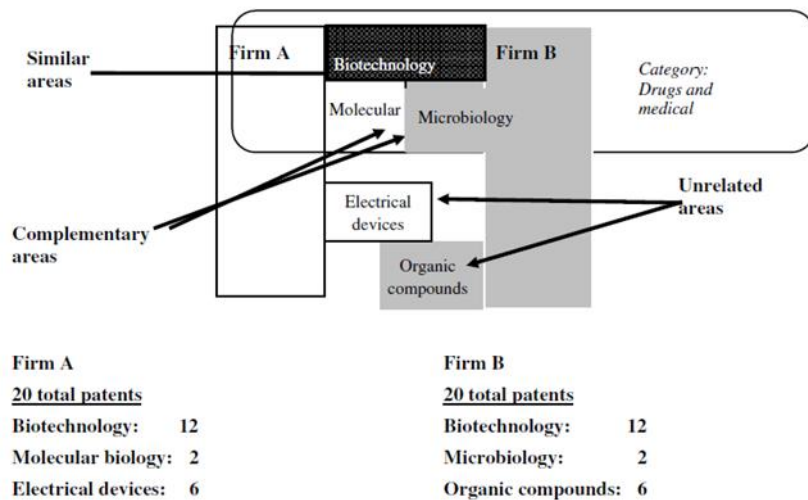 Firm A
Firm B
Similar
areas
Biotechnology
Category:
Drugs and
medical
Molecular
Microbiology
Unrelated
areas
Electrical
devices
Complementary
areas
Organic
compounds
Firm A
20 total patents
Biotechnology: 12
Molecular biology: 2
Electrical devices: 6
Firm B
20 total patents
Biotechnology: 12
Microbiology: 2
Organic compounds: 6